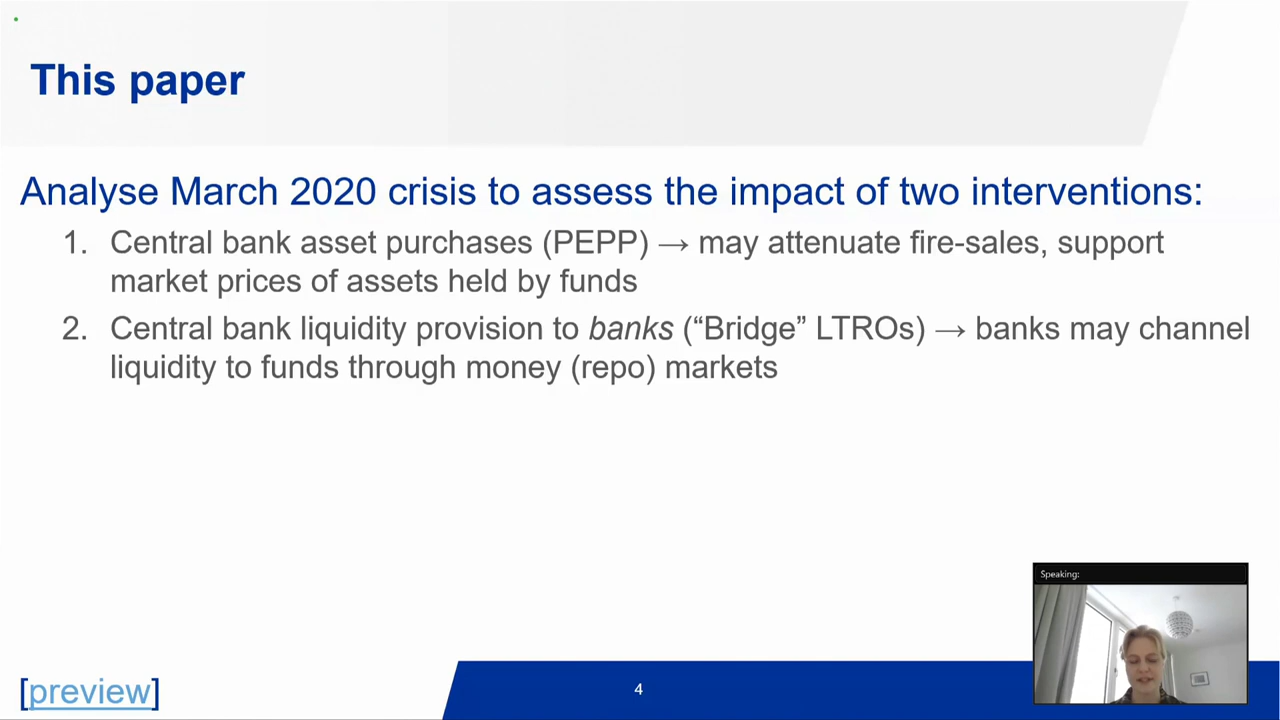 This paper
Analyse March 2020 crisis to assess the impact of two interventions:
1. Central bank asset purchases (PEPP) → may attenuate fire-sales, support
market prices of assets held by funds
2. Central bank liquidity provision to banks (“Bridge” LTROs) → banks may channel
liquidity to funds through money (repo) markets
Speaking:
[preview]
4